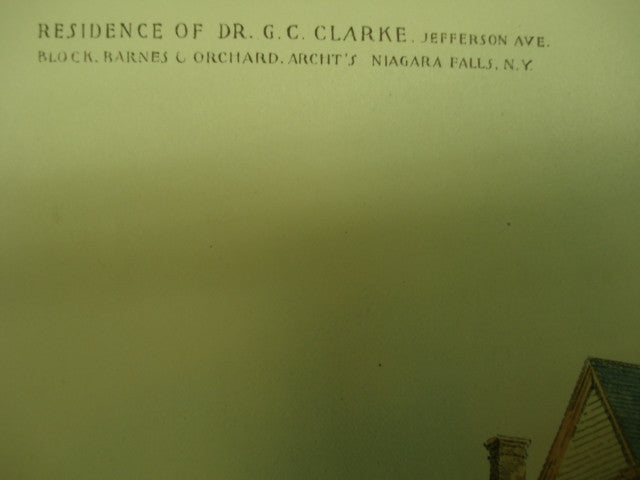 RESIDENCE OF DR. G. C. CLARKE. JEFFERSON AVE.
BLOCK, BARNES & ORCHARD, ARCHT'S NIAGARA FALLS, N.Y.